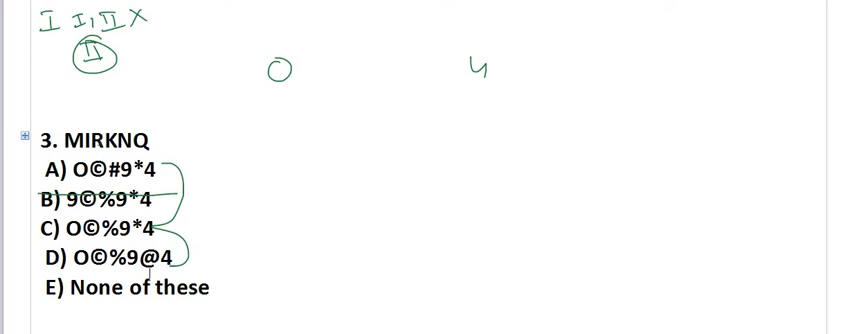 I I, II X
II
O 4
3. MIRKNQ
A) O©#9*4
B) 9©%9*4
C) O©%9*4
D) O©%9@4
E) None of these